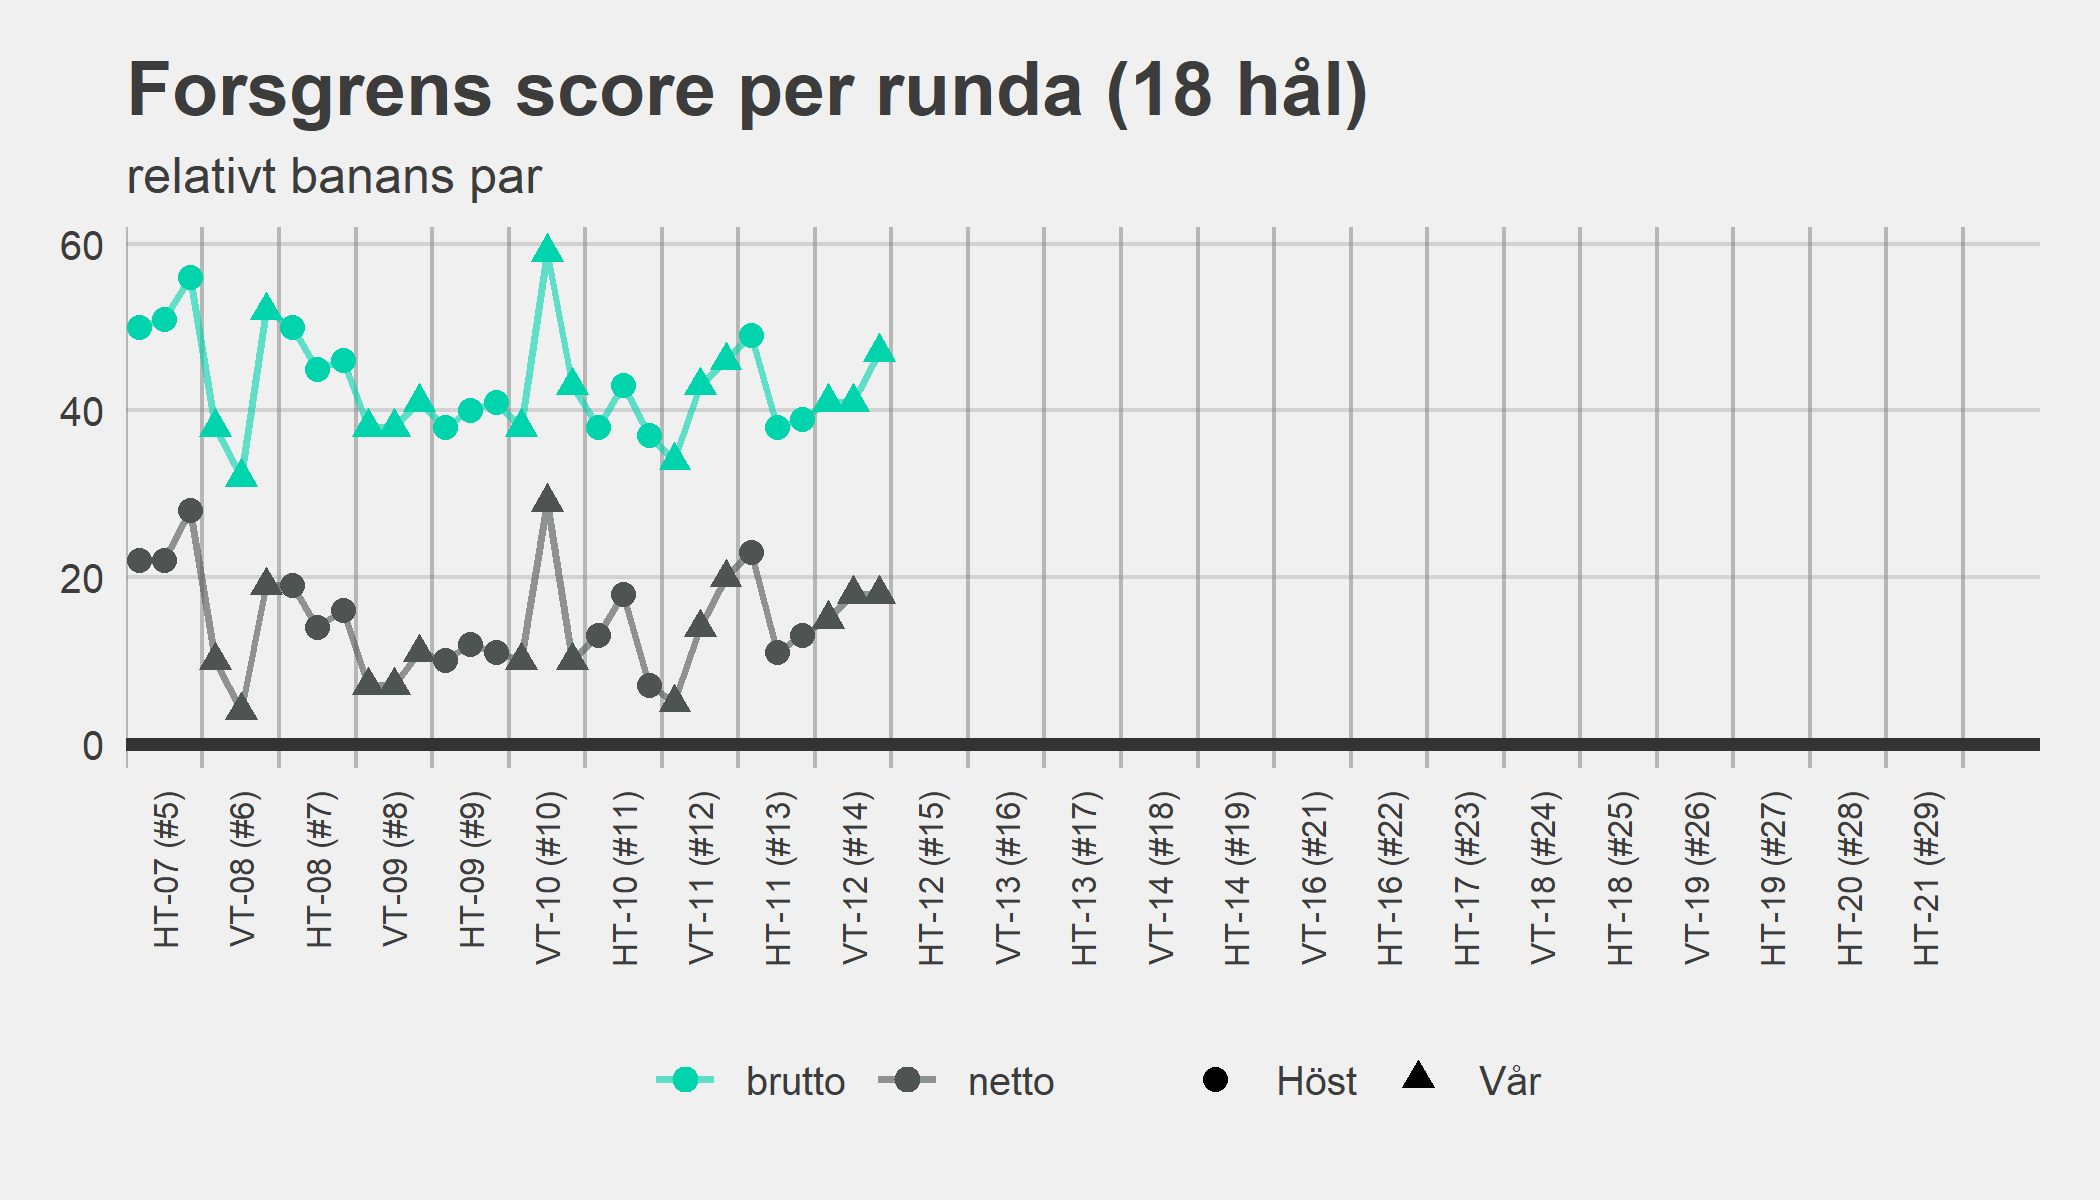 Forsgrens score per runda (18 hål)
relativt banans par
60
40
20
0
HT-07 (#5)
VT-08 (#6)
HT-08 (#7)
VT-09 (#8)
HT-09 (#9)
VT-10 (#10)
HT-10 (#11)
VT-11 (#12)
HT-11 (#13)
VT-12 (#14)
HT-12 (#15)
VT-13 (#16)
HT-13 (#17)
VT-14 (#18)
HT-14 (#19)
VT-16 (#21)
HT-16 (#22)
HT-17 (#23)
VT-18 (#24)
HT-18 (#25)
VT-19 (#26)
HT-19 (#27)
HT-20 (#28)
HT-21 (#29)
brutto netto Höst Vår